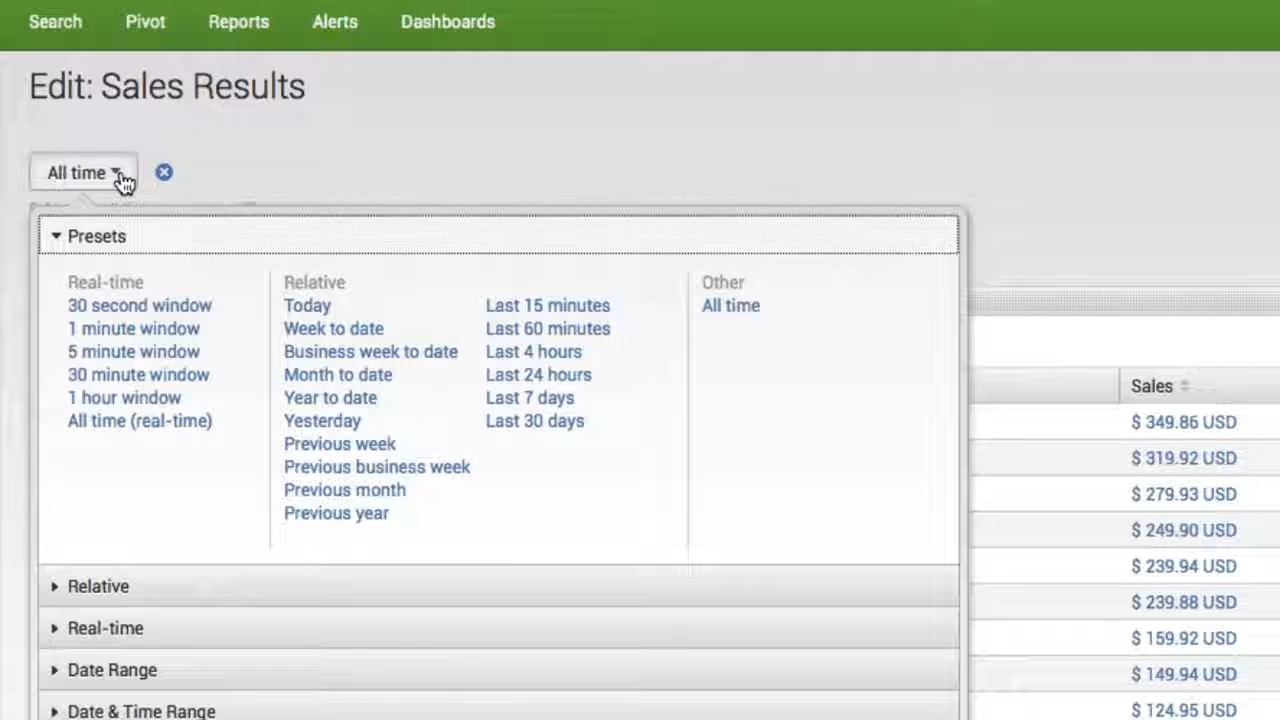 Search Pivot Reports Alerts Dashboards
Edit: Sales Results
All time
Presets
Real-time
30 second window
1 minute window
5 minute window
30 minute window
1 hour window
All time (real-time)
Relative
Today
Week to date
Business week to date
Month to date
Year to date
Yesterday
Previous week
Previous business week
Previous month
Previous year
Last 15 minutes
Last 60 minutes
Last 4 hours
Last 24 hours
Last 7 days
Last 30 days
Other
All time
Relative
Real-time
Date Range
Date & Time Range
Sales
$ 349.86 USD
$ 319.92 USD
$ 279.93 USD
$ 249.90 USD
$ 239.94 USD
$ 239.88 USD
$ 159.92 USD
$ 149.94 USD
$ 124.95 USD